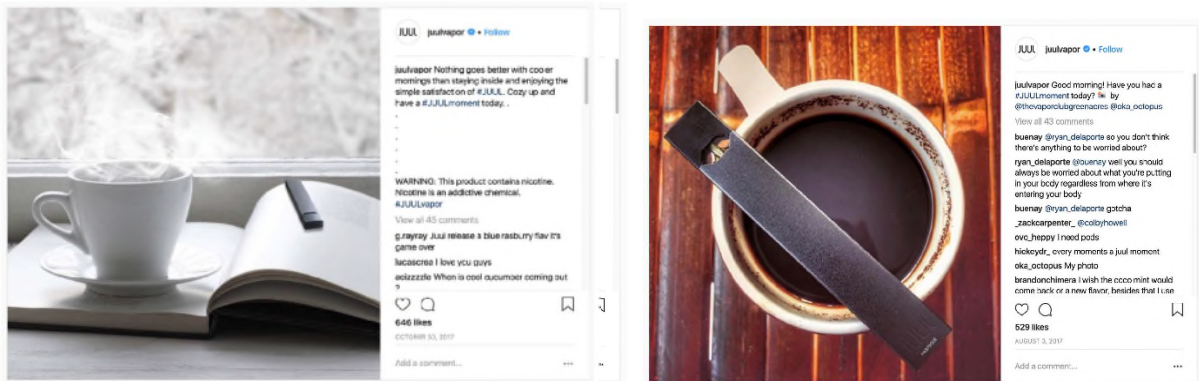 JUUL
juulvapor • Follow
juulvapor Nothing goes better with cooler
mornings than staying inside and enjoying the
simple satisfaction of #JUUL. Cozy up and
have a #JUULmoment today. .
.
.
.
.
.
WARNING: This product contains nicotine.
Nicotine is an addictive chemical.
#JUULvapor
View all 45 comments
g.rayray Juul release a blue rasburry flav it's
game over
lucascrea I love you guys
When is cool cucumber coming out
?
646 likes
OCTOBER 30, 2017
Add a comment...
JUUL
juulvapor • Follow
juulvapor Good morning! Have you had a
#JUULmoment today? by
@thevaporclubgreenacres @oka_octopus
View all 43 comments
buenay @ryan_delaporte so you don't think
there's anything to be worried about?
ryan_delaporte @buenay well you should
always be worried about what you're putting
in your body regardless from where it's
entering your body
buenay @ryan_delaporte gotcha
_zackcarpenter_ @colbyhowell
ovo_heppy I need pods
hickeydr_ every moments a juul moment
oka_octopus My photo
brandonchimera I wish the coco mint would
come back or a new flavor, besides that I use
529 likes
AUGUST 3, 2017
Add a comment...